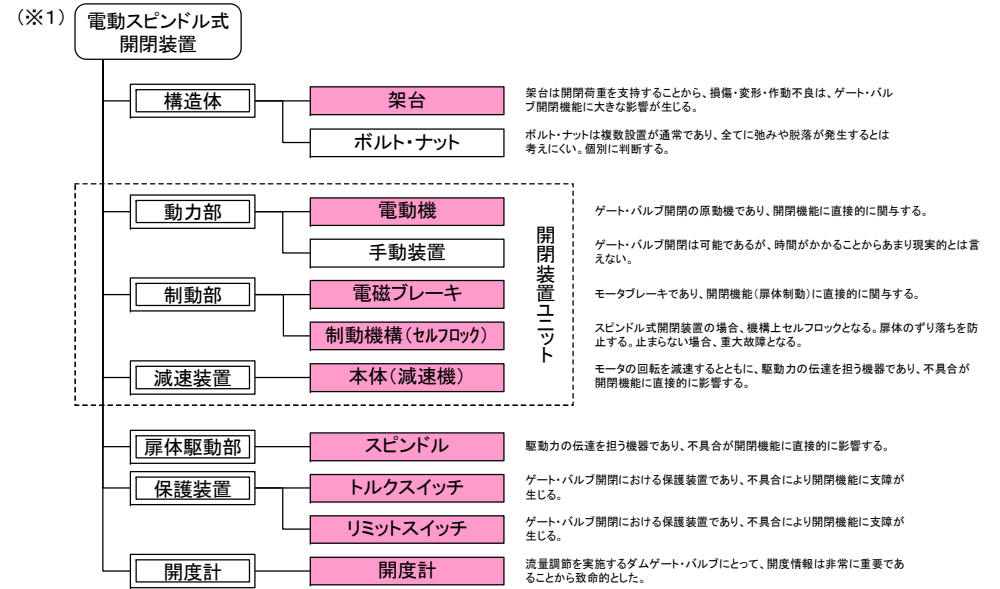 (※1)
電動スピンドル式
開閉装置
構造体
架台
架台は開閉荷重を支持することから、損傷・変形・作動不良は、ゲート・バル
ブ開閉機能に大きな影響が生じる。
ボルト・ナット
ボルト・ナットは複数設置が通常であり、全てに弛みや脱落が発生するとは
考えにくい。個別に判断する。
動力部
電動機
ゲート・バルブ開閉の原動機であり、開閉機能に直接的に関与する。
手動装置
ゲート・バルブ開閉は可能であるが、時間がかかることからあまり現実的とは言
えない。
開閉装置ユニット
制動部
電磁ブレーキ
モータブレーキであり、開閉機能(扉体制動)に直接的に関与する。
制動機構(セルフロック)
スピンドル式開閉装置の場合、機構上セルフロックとなる。扉体のずり落ちを防
止する。止まらない場合、重大故障となる。
減速装置
本体(減速機)
モータの回転を減速するとともに、駆動力の伝達を担う機器であり、不具合が
開閉機能に直接的に影響する。
扉体駆動部
スピンドル
駆動力の伝達を担う機器であり、不具合が開閉機能に直接的に影響する。
保護装置
トルクスイッチ
ゲート・バルブ開閉における保護装置であり、不具合により開閉機能に支障が
生じる。
リミットスイッチ
ゲート・バルブ開閉における保護装置であり、不具合により開閉機能に支障が
生じる。
開度計
開度計
流量調節を実施するダムゲート・バルブにとって、開度情報は非常に重要であ
ることから致命的とした。